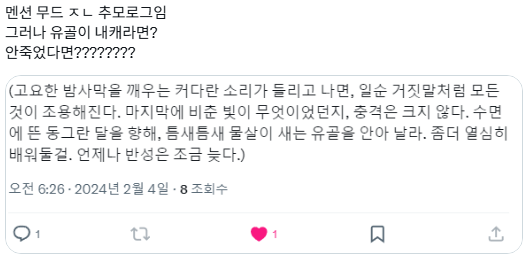 멘션 무드 ㅈㄴ 추모로그임
그러나 유골이 내캐라면?
안죽었다면????????
(고요한 밤사막을 깨우는 커다란 소리가 들리고 나면, 일순 거짓말처럼 모든
것이 조용해진다. 마지막에 비춘 빛이 무엇이었던지, 충격은 크지 않다. 수면
에 뜬 동그란 달을 향해, 틈새틈새 물살이 새는 유골을 안아 날라. 좀더 열심히
배워둘걸. 언제나 반성은 조금 늦다.)
오전 6:26 · 2024년 2월 4일 · 8 조회수
1 1